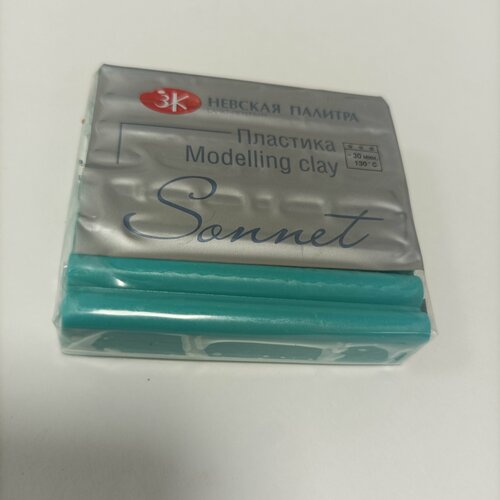 ЗК НЕВСКАЯ ПАЛИТРА
Пластика
Modelling clay
30 мин.
130° C
Sonnet